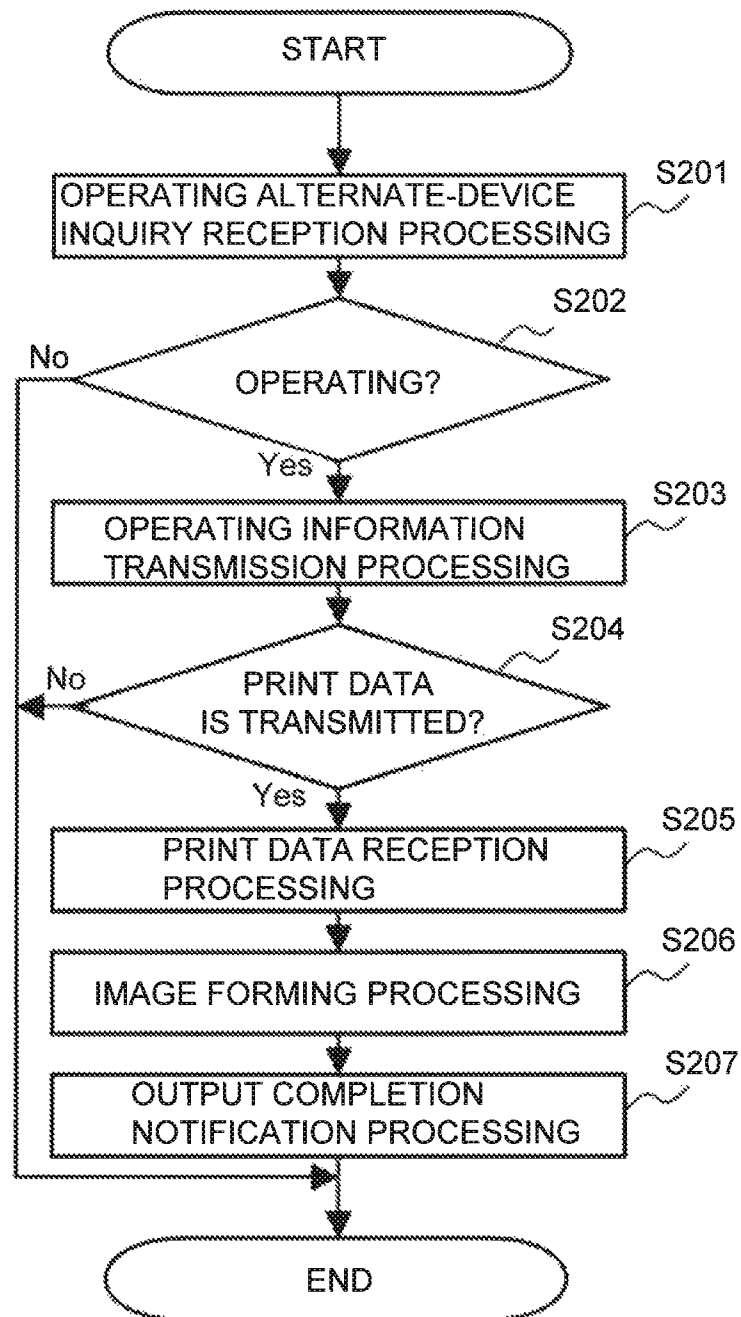 START
S201
OPERATING ALTERNATE-DEVICE
INQUIRY RECEPTION PROCESSING
S202
No
OPERATING?
Yes
S203
OPERATING INFORMATION
TRANSMISSION PROCESSING
S204
No
PRINT DATA
IS TRANSMITTED?
Yes
S205
PRINT DATA RECEPTION
PROCESSING
S206
IMAGE FORMING PROCESSING
S207
OUTPUT COMPLETION
NOTIFICATION PROCESSING
END